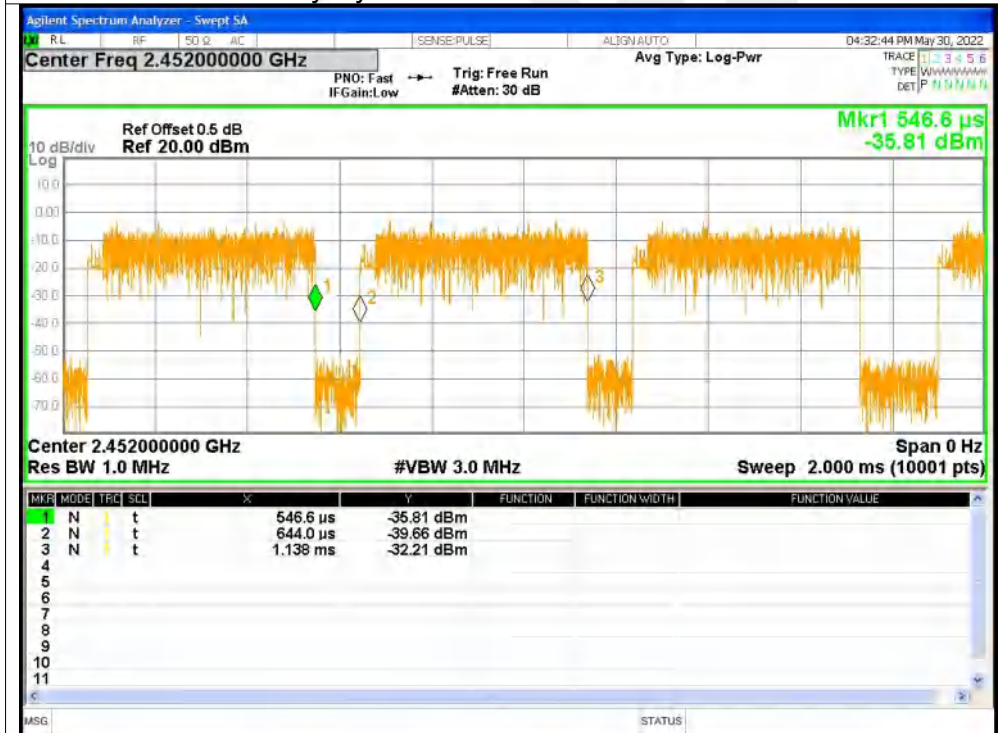 Agilent Spectrum Analyzer - Swept SA
RL RF 50 Ω AC SENSE:PULSE ALIGN AUTO 04:32:44 PM May 30, 2022
Center Freq 2.452000000 GHz Avg Type: Log-Pwr TRACE 1 2 3 4 5 6
PNO: Fast Trig: Free Run TYPE
IFGain:Low #Atten: 30 dB DET P N N N N N
Mkr1 546.6 µs
Ref Offset 0.5 dB
10 dB/div Ref 20.00 dBm -35.81 dBm
Log
10.0
0.00
-10.0
-20.0
-30.0
-40.0
-50.0
-60.0
-70.0
1
2
3
Center 2.452000000 GHz Span 0 Hz
Res BW 1.0 MHz #VBW 3.0 MHz Sweep 2.000 ms (10001 pts)
MKR MODE TRC SCL X Y FUNCTION FUNCTION WIDTH FUNCTION VALUE
1 N 1 t 546.6 µs -35.81 dBm
2 N 1 t 644.0 µs -39.66 dBm
3 N 1 t 1.138 ms -32.21 dBm
4
5
6
7
8
9
10
11
MSG STATUS